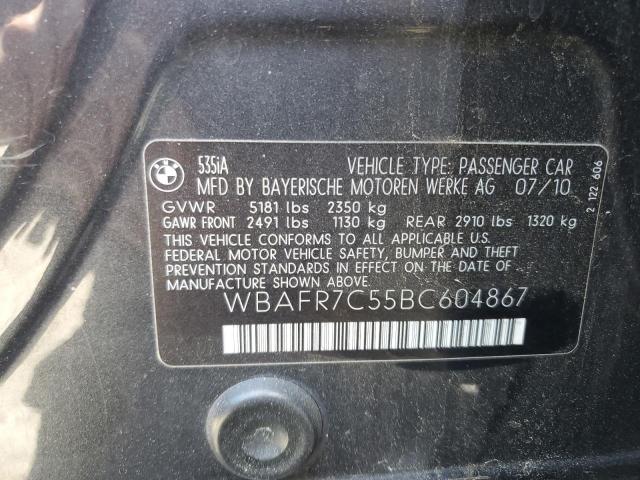 535iA VEHICLE TYPE: PASSENGER CAR
MFD BY BAYERISCHE MOTOREN WERKE AG 07/10
GVWR 5181 lbs 2350 kg
GAWR FRONT 2491 lbs 1130 kg REAR 2910 lbs 1320 kg
THIS VEHICLE CONFORMS TO ALL APPLICABLE U.S.
FEDERAL MOTOR VEHICLE SAFETY, BUMPER AND THEFT
PREVENTION STANDARDS IN EFFECT ON THE DATE OF
MANUFACTURE SHOWN ABOVE.
WBAFR7C55BC604867
2 122 606